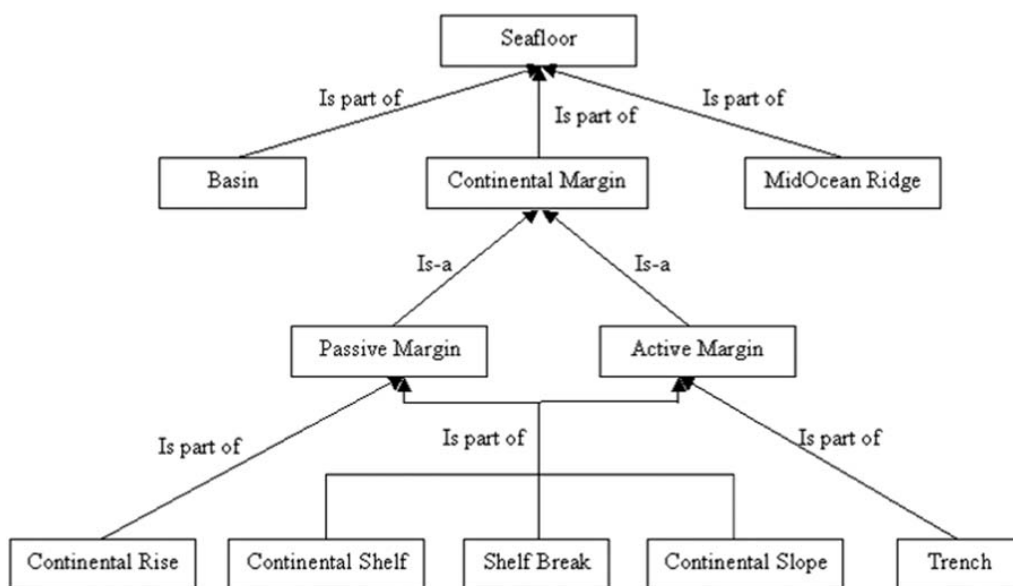 Seafloor
Is part of
Is part of
Is part of
Basin
Continental Margin
MidOcean Ridge
Is-a
Is-a
Passive Margin
Active Margin
Is part of
Is part of
Is part of
Continental Rise
Continental Shelf
Shelf Break
Continental Slope
Trench